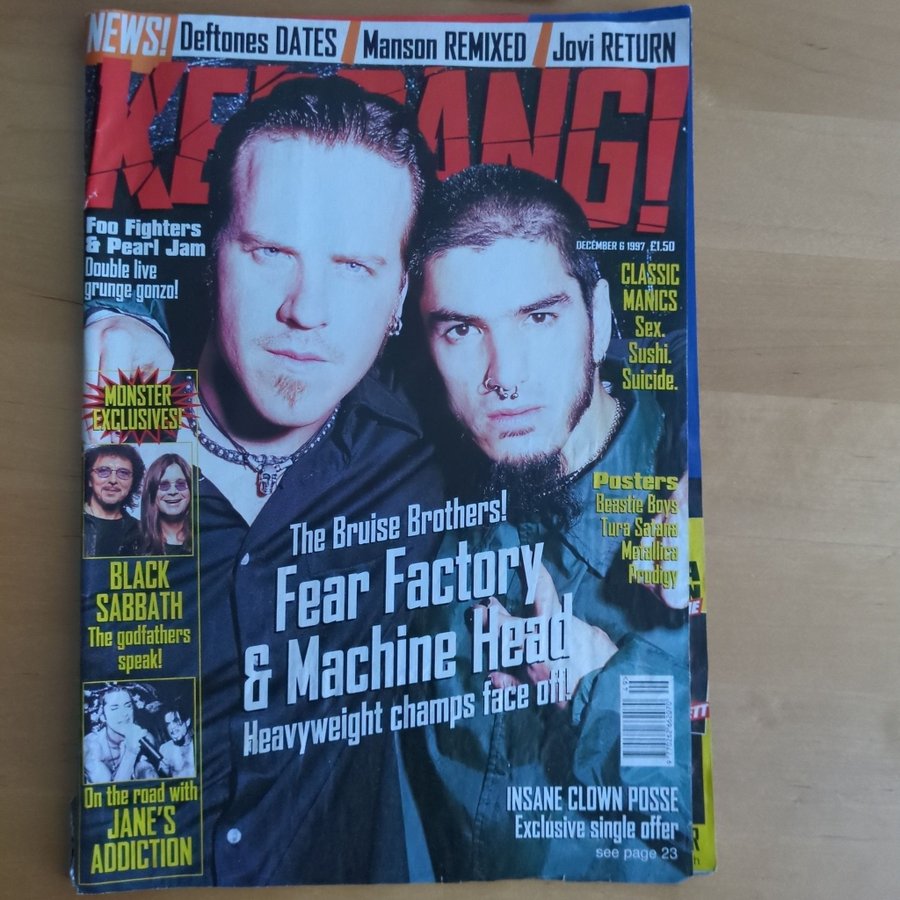 NEWS! Deftones DATES / Manson REMIXED / Jovi RETURN
KERRANG!
DECEMBER 6 1997 £1.50
Foo Fighters
& Pearl Jam
Double live
grunge gonzo!
CLASSIC
MANICS
Sex.
Sushi.
Suicide.
MONSTER
EXCLUSIVES!
BLACK
SABBATH
The godfathers
speak!
On the road with
JANE'S
ADDICTION
Posters
Beastie Boys
Tura Satana
Metallica
Prodigy
The Bruise Brothers!
Fear Factory
& Machine Head
Heavyweight champs face off!
INSANE CLOWN POSSE
Exclusive single offer
see page 23